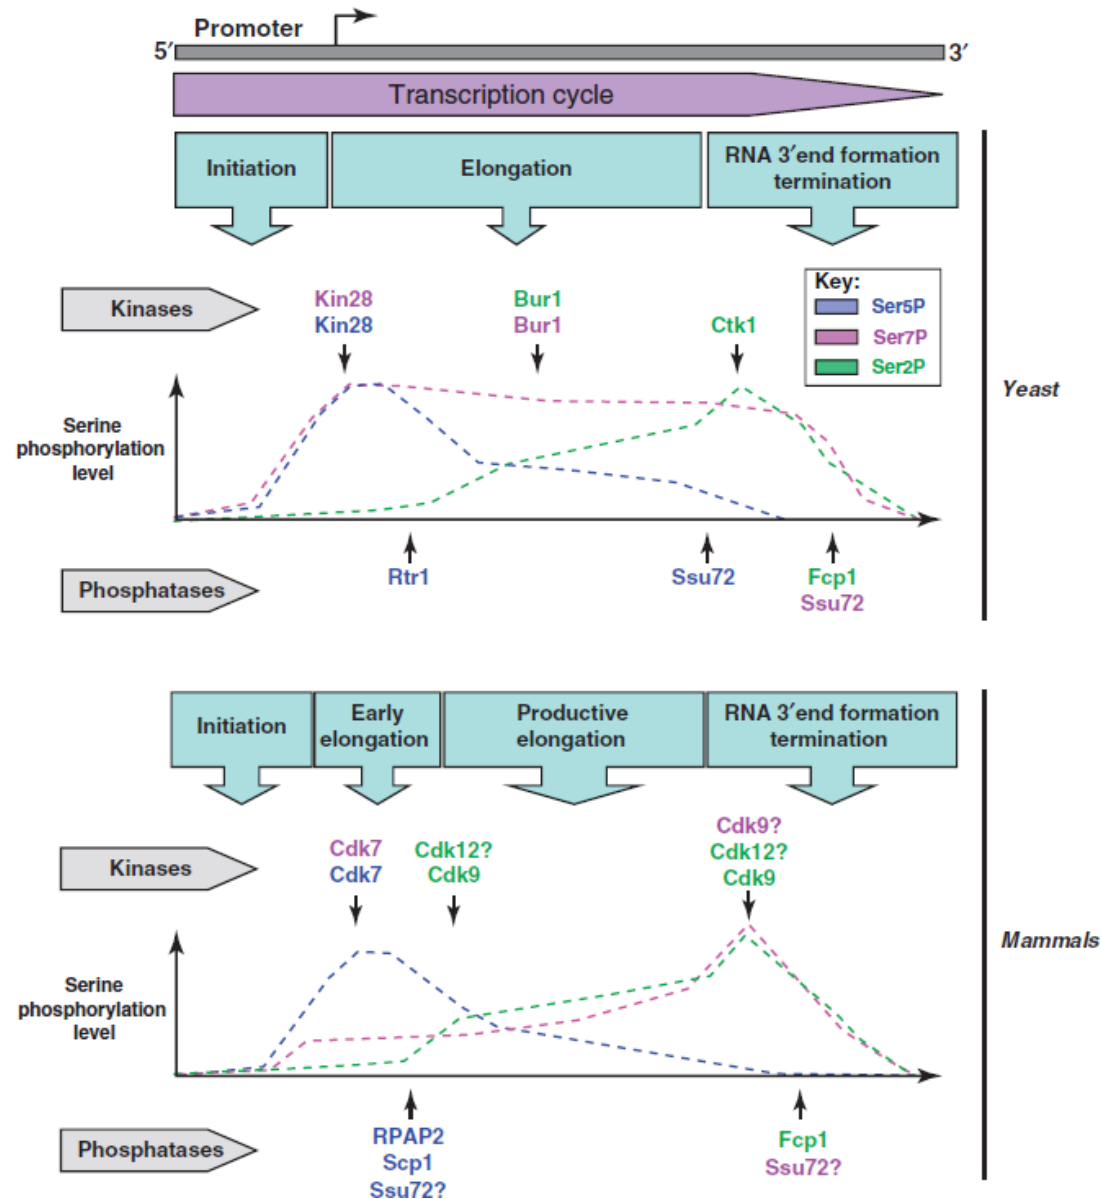 Promoter
5′
3′
Transcription cycle
Initiation
Elongation
RNA 3′end formation
termination
Kinases
Kin28
Kin28
Bur1
Bur1
Ctk1
Key:
Ser5P
Ser7P
Ser2P
Yeast
Serine
phosphorylation
level
Phosphatases
Rtr1
Ssu72
Fcp1
Ssu72
Initiation
Early
elongation
Productive
elongation
RNA 3′end formation
termination
Kinases
Cdk7
Cdk7
Cdk12?
Cdk9
Cdk9?
Cdk12?
Cdk9
Mammals
Serine
phosphorylation
level
Phosphatases
RPAP2
Scp1
Ssu72?
Fcp1
Ssu72?